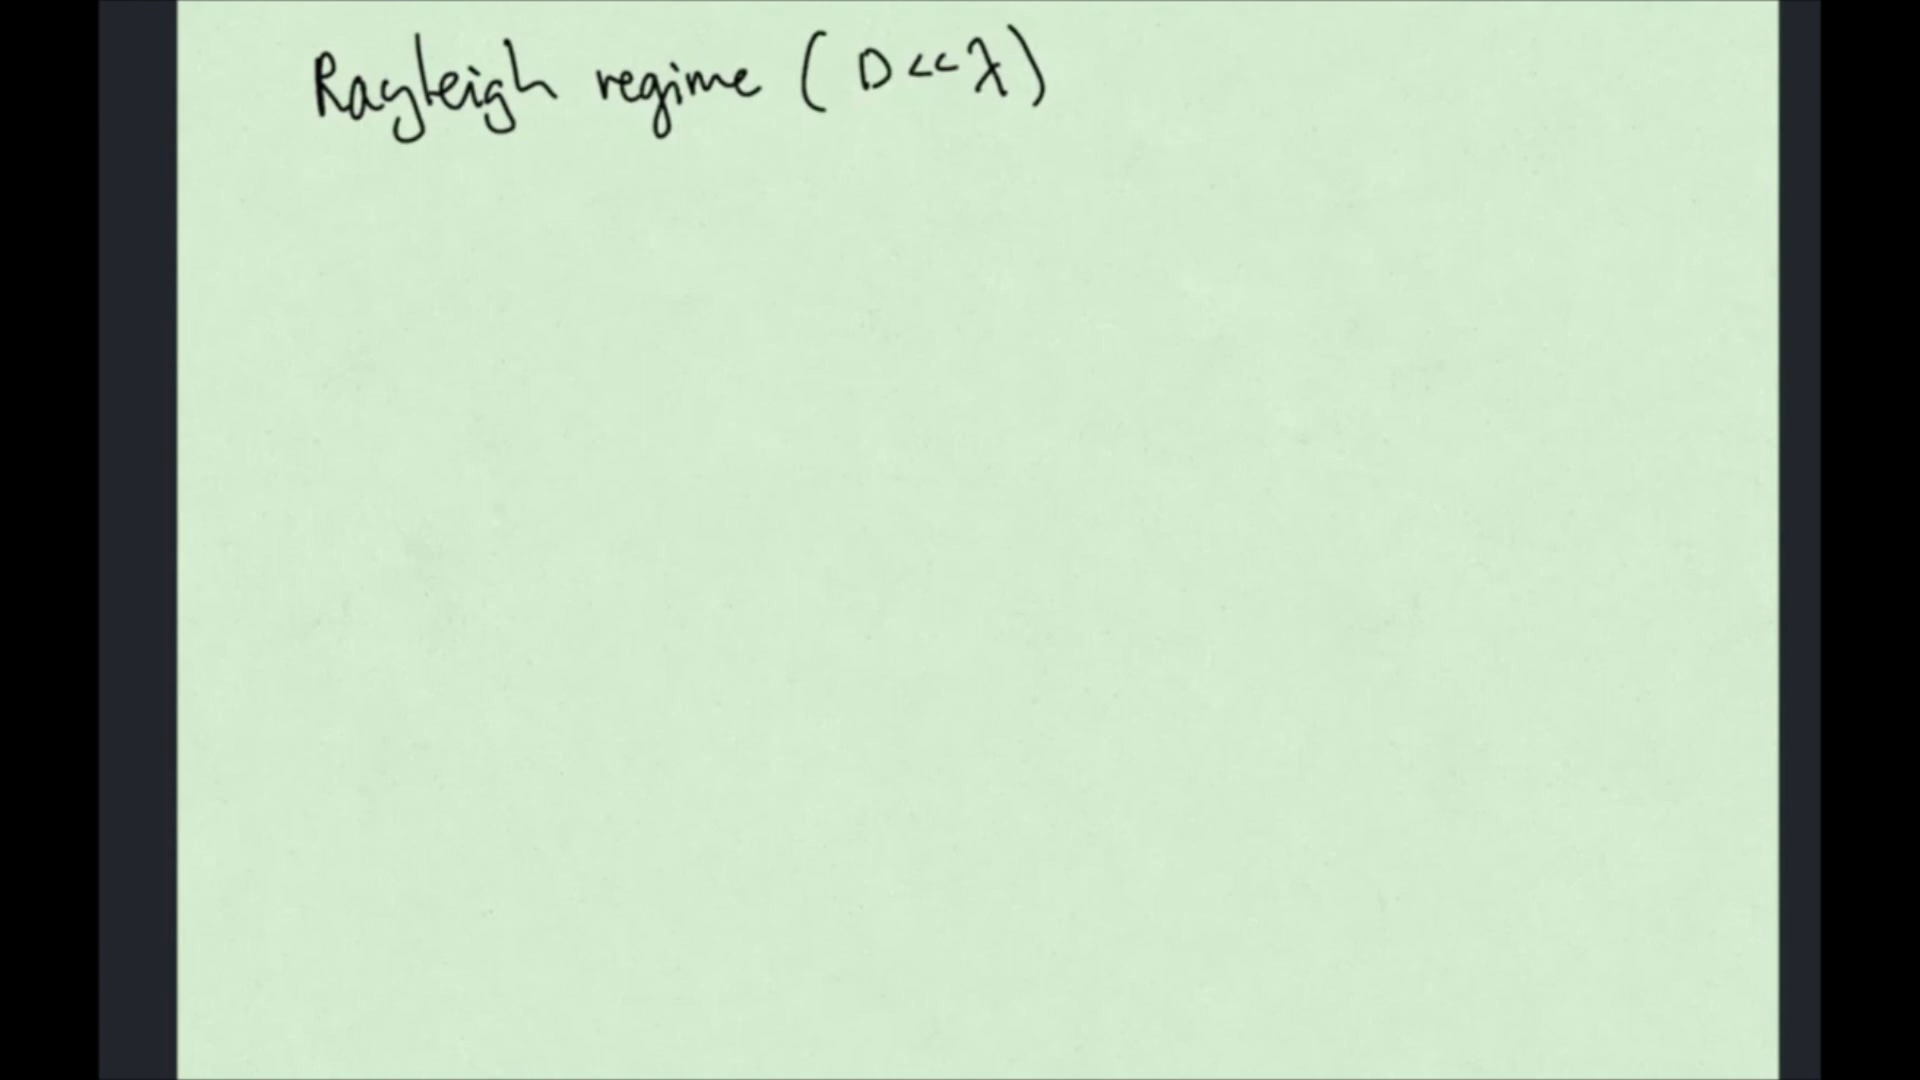 Rayleigh regime ( D << λ )